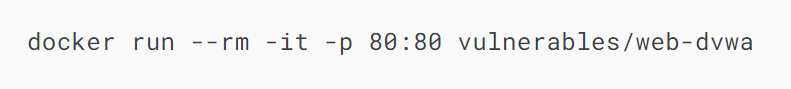 docker run --rm -it -p 80:80 vulnerables/web-dvwa